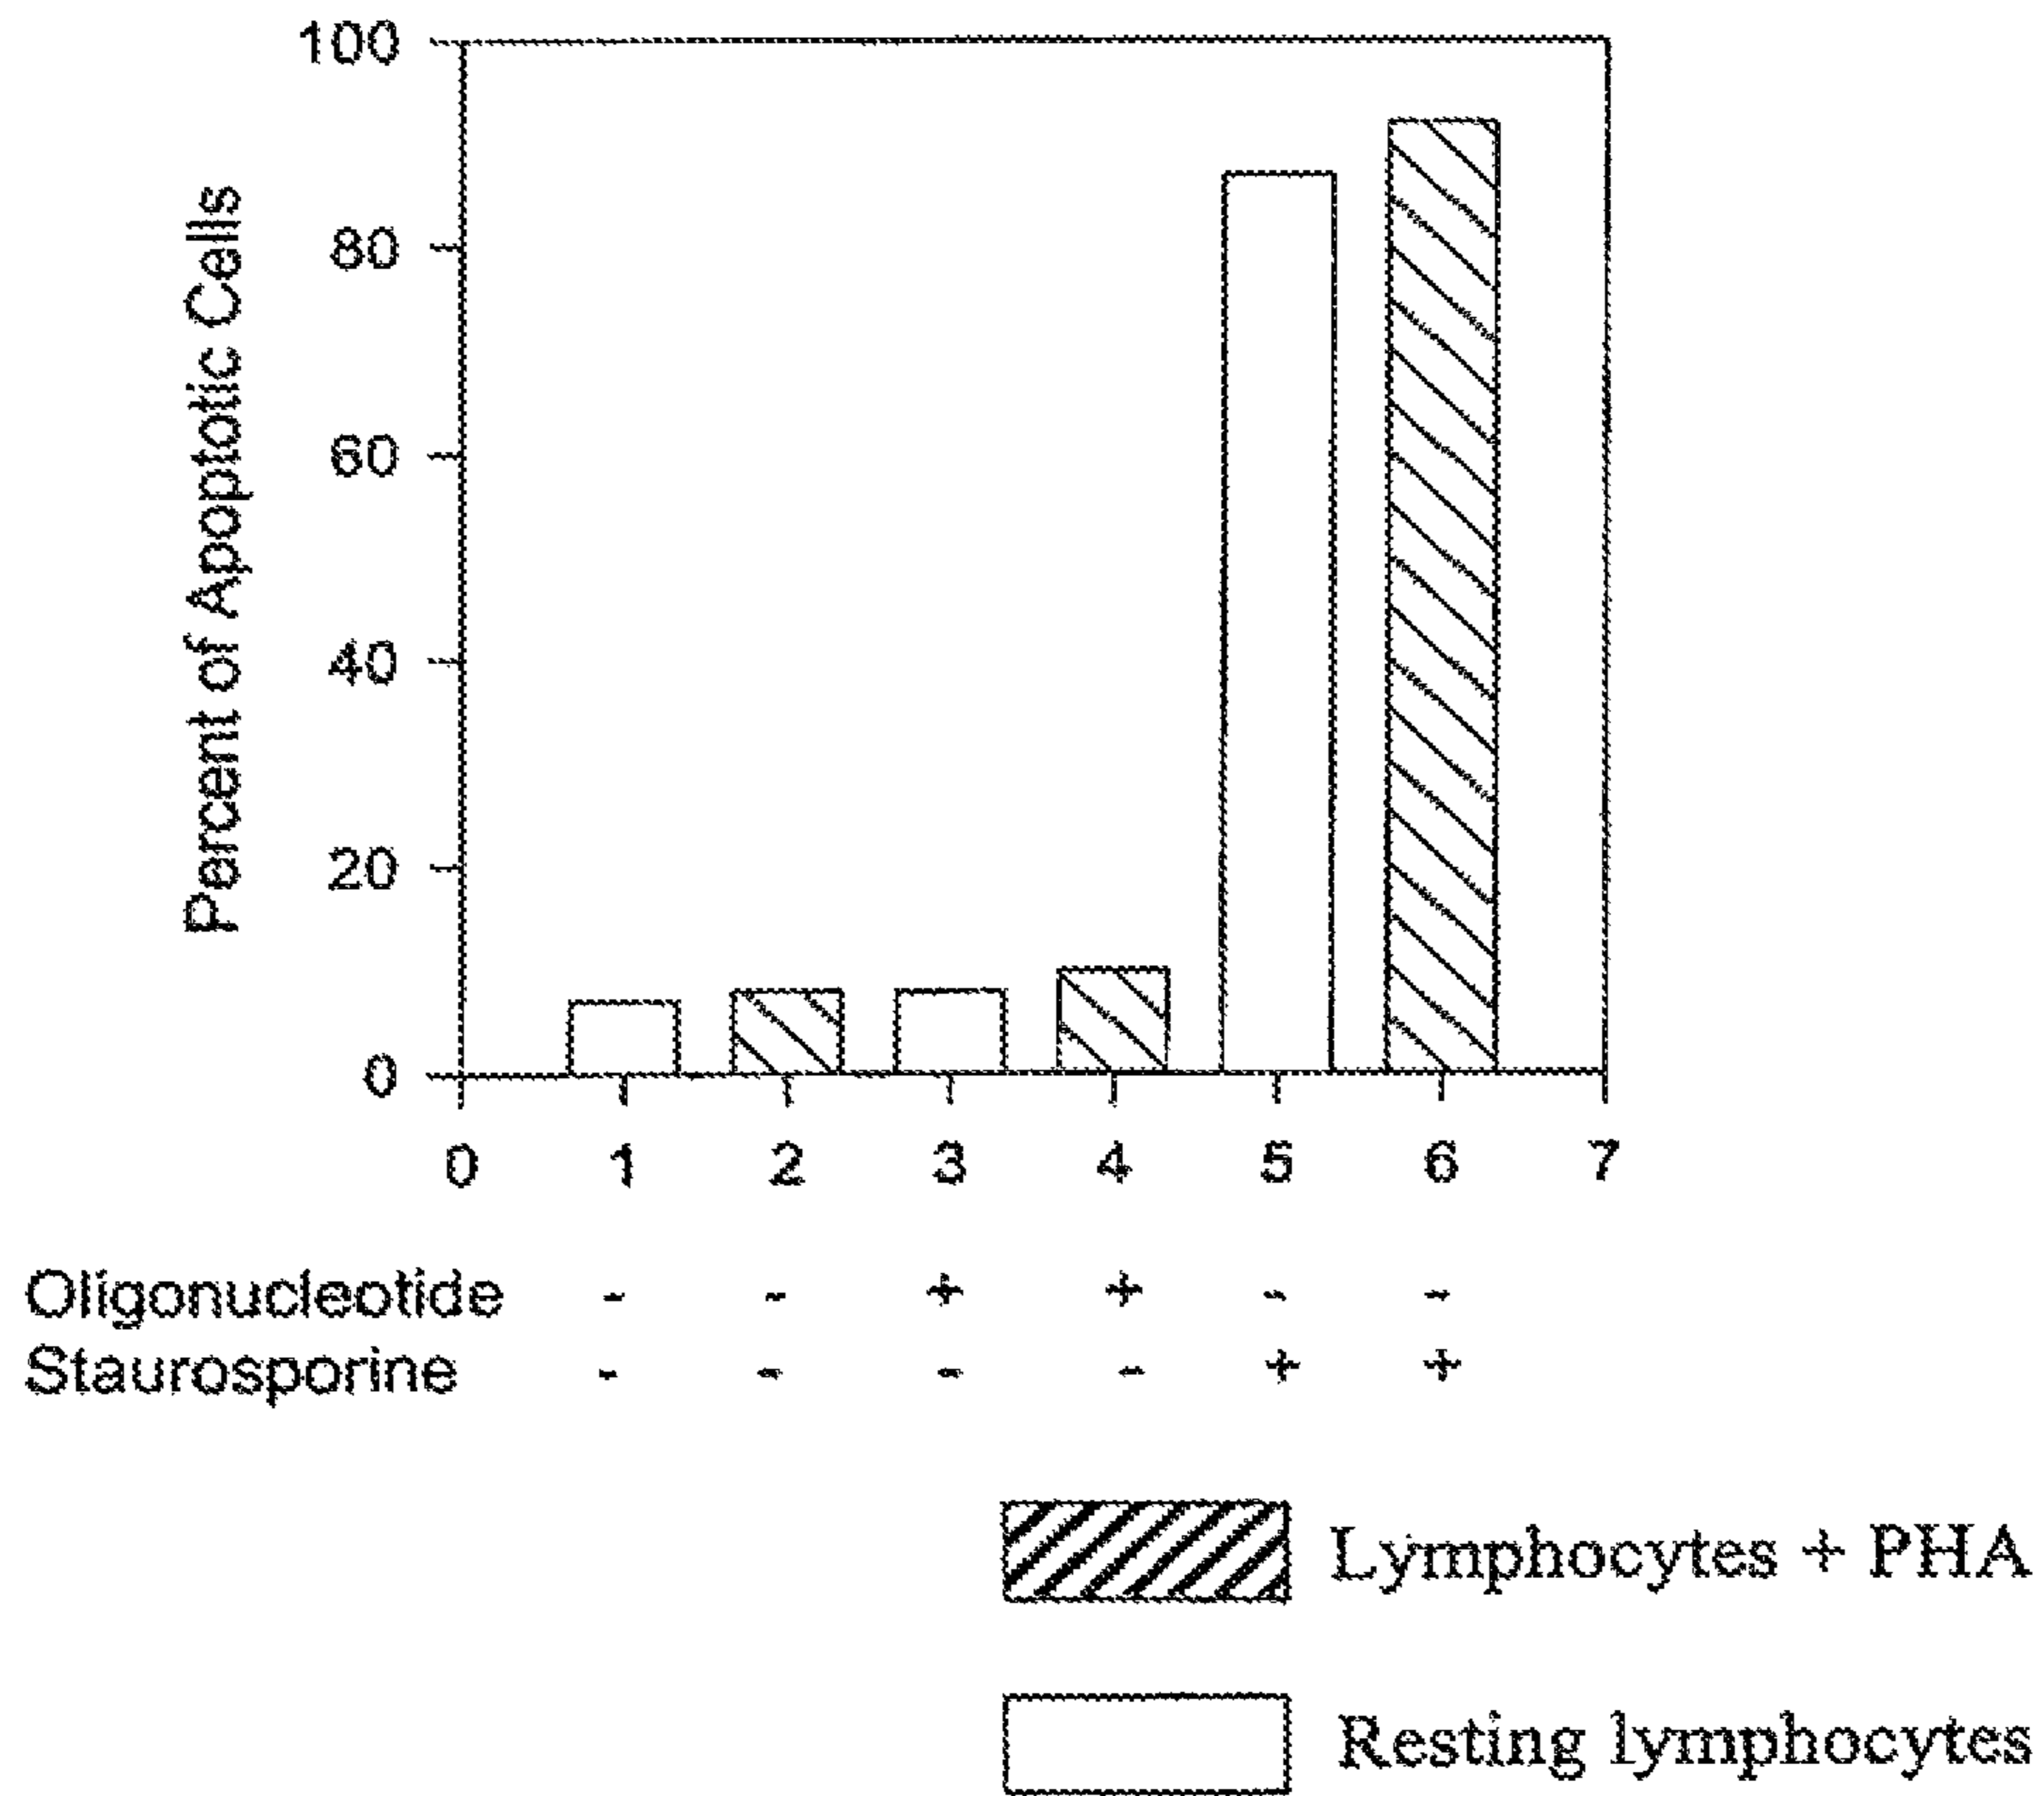 100
80
60
40
20
0
Percent of Apoptotic Cells
0 1 2 3 4 5 6 7
Oligonucleotide - - + + - -
Staurosporine - - - - + +
Lymphocytes + PHA
Resting lymphocytes